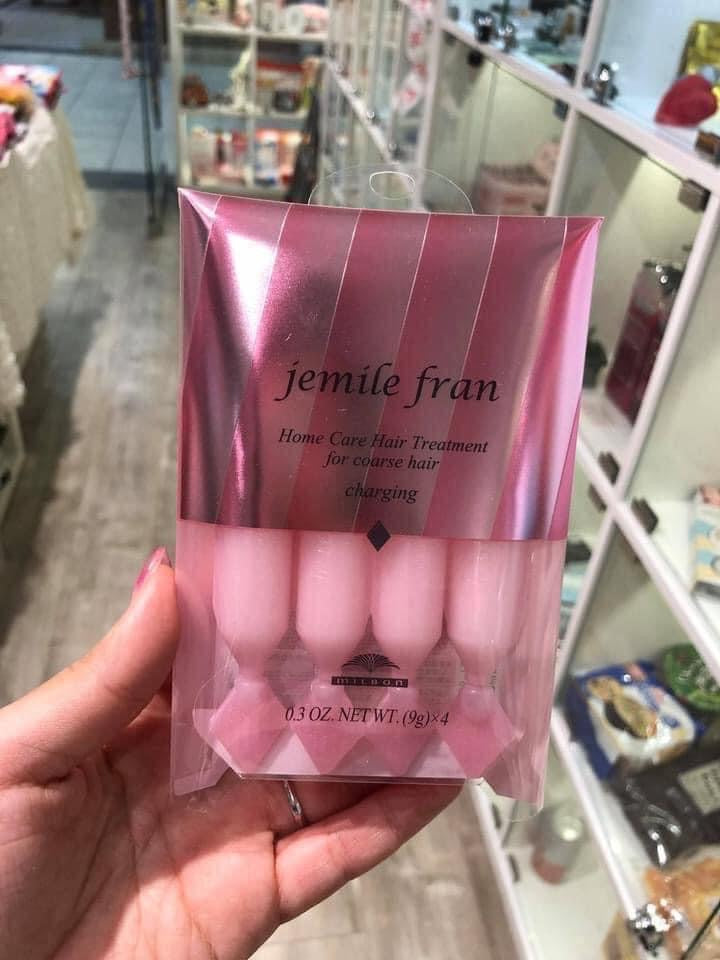 jemile fran
Home Care Hair Treatment
for coarse hair
charging
MILBON
0.3 OZ. NET WT. (9g)×4